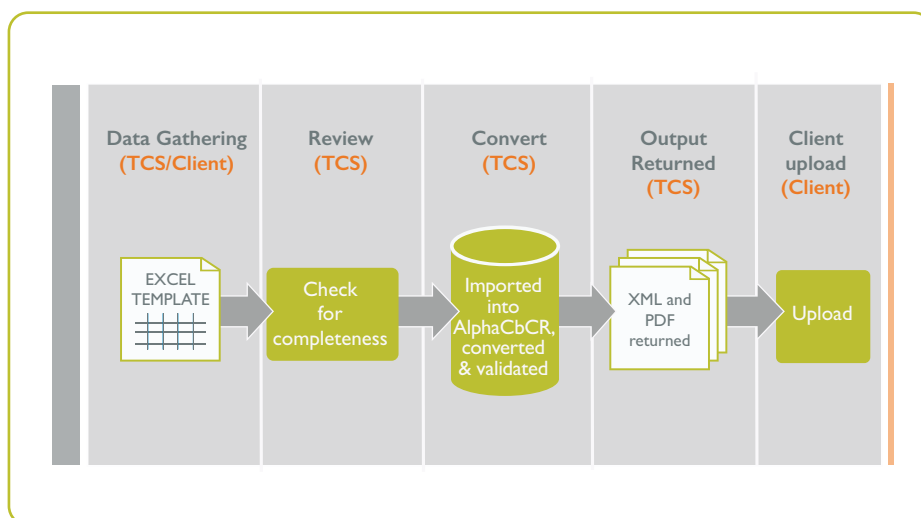 Data Gathering
(TCS/Client)
Review
(TCS)
Convert
(TCS)
Output
Returned
(TCS)
Client
upload
(Client)
EXCEL
TEMPLATE
Check
for
completeness
Imported
into
AlphaCbCR,
converted
& validated
XML and
PDF
returned
Upload